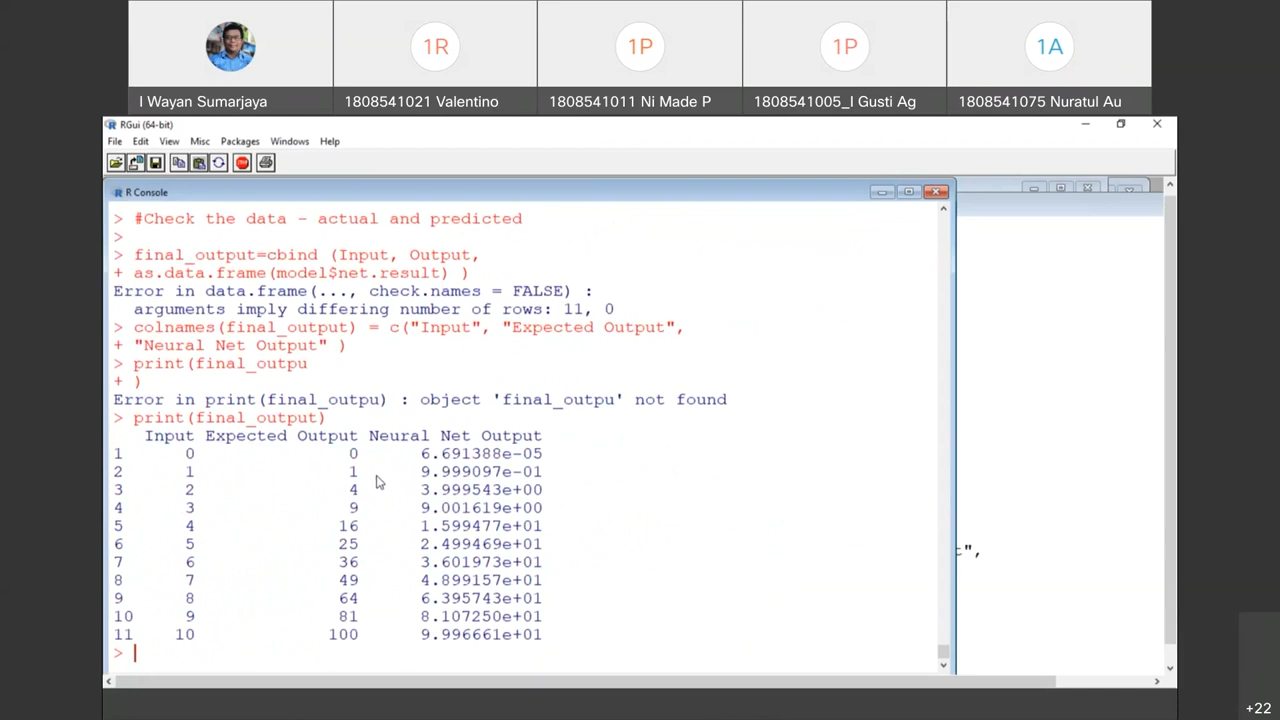 1R
1P
1P
1A
I Wayan Sumarjaya
1808541021 Valentino
1808541011 Ni Made P
1808541005_I Gusti Ag
1808541075 Nuratul Au
RGui (64-bit)
File Edit View Misc Packages Windows Help
STOP
R Console
> #Check the data - actual and predicted
>
> final_output=cbind (Input, Output,
+ as.data.frame(model$net.result) )
Error in data.frame(..., check.names = FALSE) :
arguments imply differing number of rows: 11, 0
> colnames(final_output) = c("Input", "Expected Output",
+ "Neural Net Output" )
> print(final_outpu
+ )
Error in print(final_outpu) : object 'final_outpu' not found
> print(final_output)
Input Expected Output Neural Net Output
1 0 0 6.691388e-05
2 1 1 9.999097e-01
3 2 4 3.999543e+00
4 3 9 9.001619e+00
5 4 16 1.599477e+01
6 5 25 2.499469e+01
7 6 36 3.601973e+01
8 7 49 4.899157e+01
9 8 64 6.395743e+01
10 9 81 8.107250e+01
11 10 100 9.996661e+01
>
c",
+22